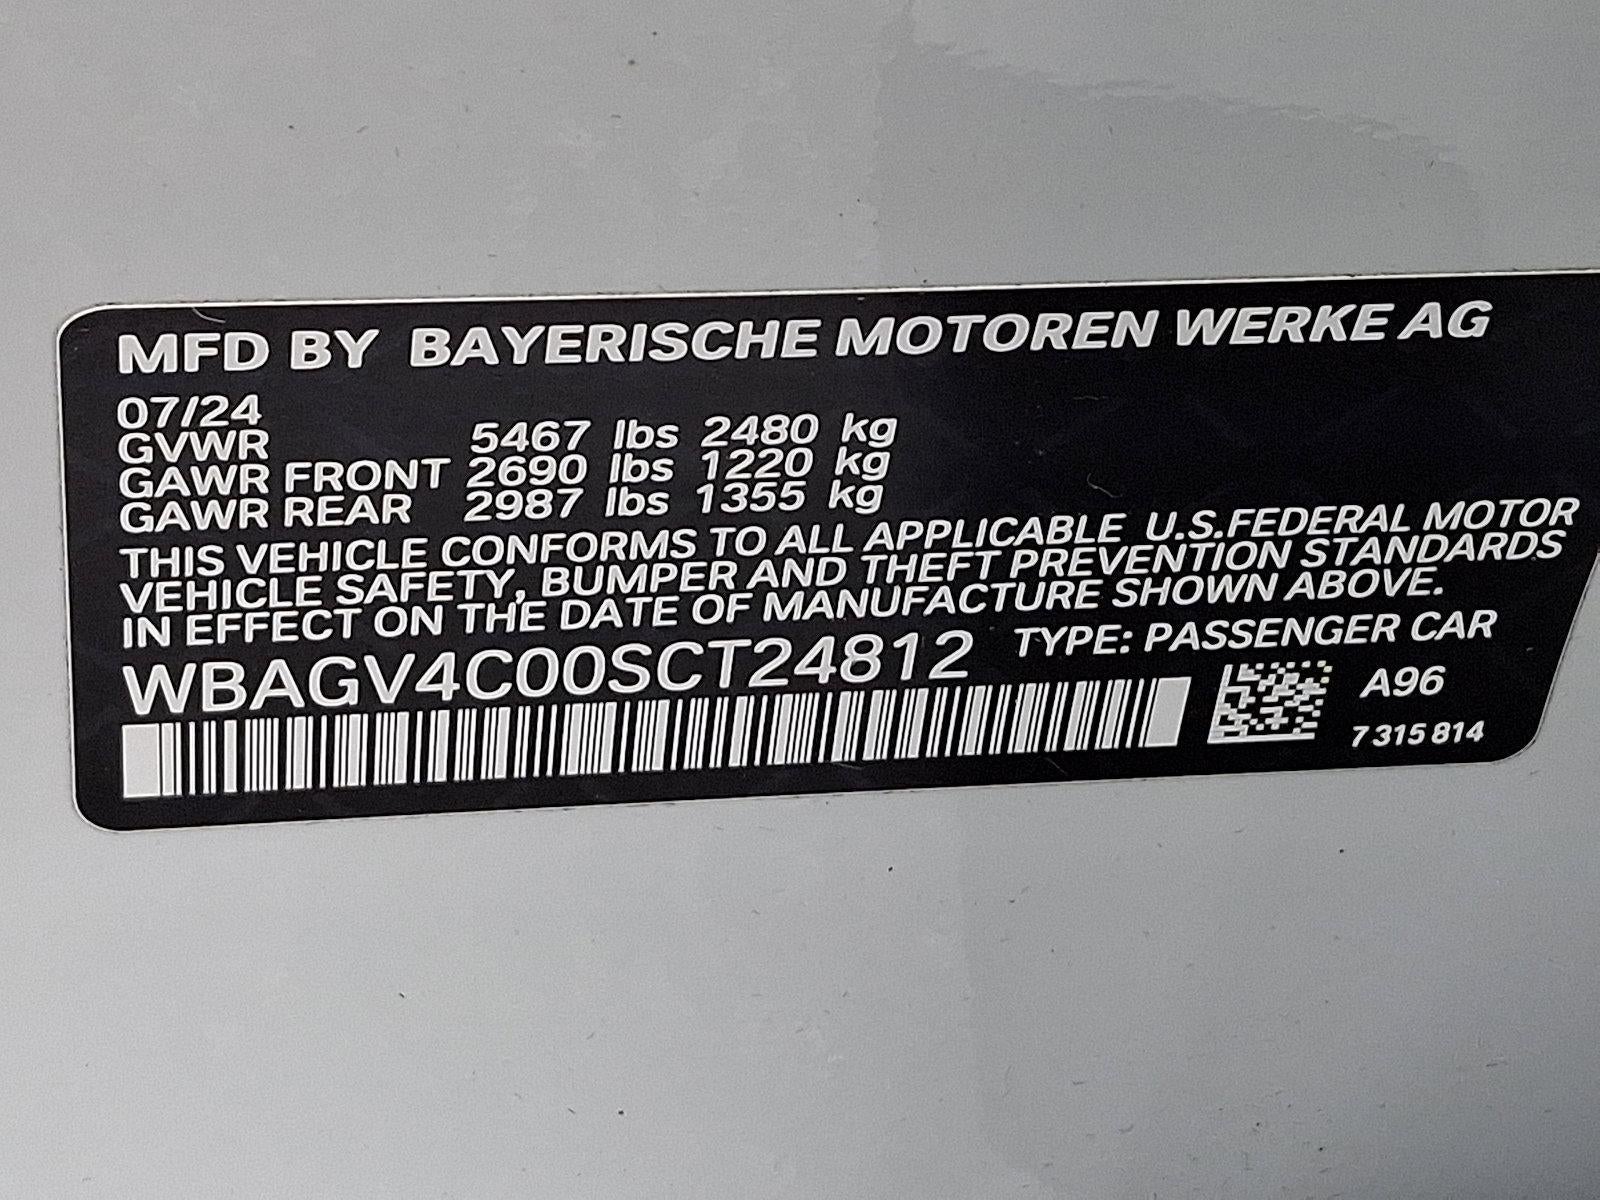 MFD BY BAYERISCHE MOTOREN WERKE AG
07/24
GVWR 5467 lbs 2480 kg
GAWR FRONT 2690 lbs 1220 kg
GAWR REAR 2987 lbs 1355 kg
THIS VEHICLE CONFORMS TO ALL APPLICABLE U.S.FEDERAL MOTOR
VEHICLE SAFETY, BUMPER AND THEFT PREVENTION STANDARDS
IN EFFECT ON THE DATE OF MANUFACTURE SHOWN ABOVE.
WBAGV4C00SCT24812 TYPE: PASSENGER CAR
A96
7 315 814